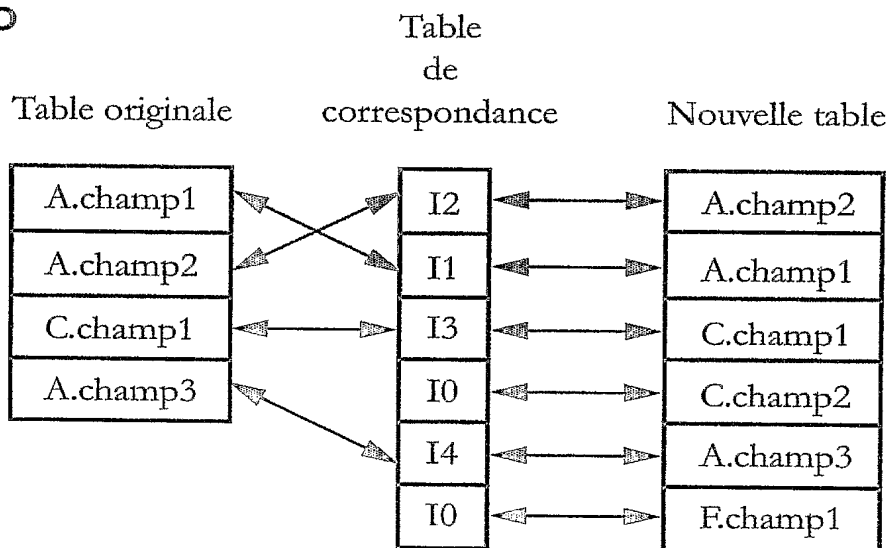 Table
de
correspondance
Table originale
Nouvelle table
A.champ1
I2
A.champ2
A.champ2
I1
A.champ1
C.champ1
I3
C.champ1
A.champ3
I0
C.champ2
I4
A.champ3
I0
F.champ1